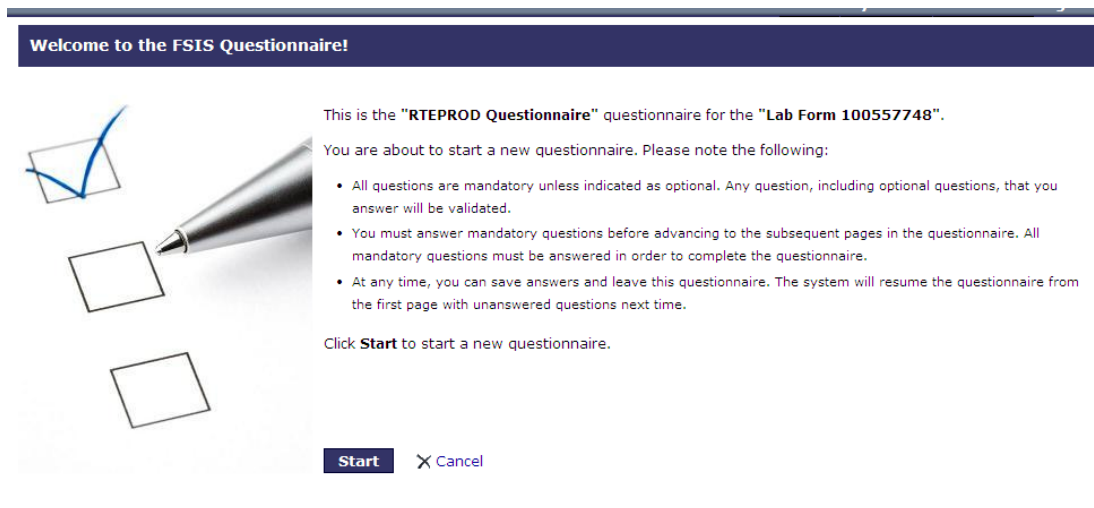 Welcome to the FSIS Questionnaire!
This is the "RTEPROD Questionnaire" questionnaire for the "Lab Form 100557748".
You are about to start a new questionnaire. Please note the following:
• All questions are mandatory unless indicated as optional. Any question, including optional questions, that you
answer will be validated.
• You must answer mandatory questions before advancing to the subsequent pages in the questionnaire. All
mandatory questions must be answered in order to complete the questionnaire.
• At any time, you can save answers and leave this questionnaire. The system will resume the questionnaire from
the first page with unanswered questions next time.
Click Start to start a new questionnaire.
Start Cancel